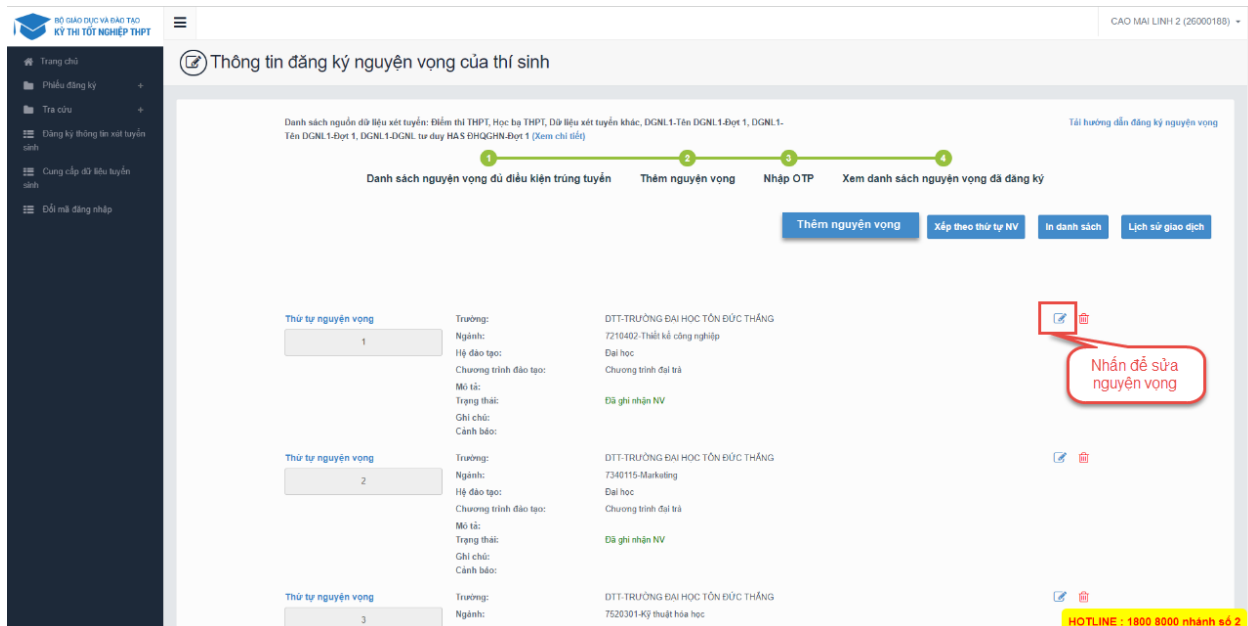 BỘ GIÁO DỤC VÀ ĐÀO TẠO
KỲ THI TỐT NGHIỆP THPT
CAO MAI LINH 2 (26000188)
Trang chủ
Phiếu đăng ký +
Tra cứu +
Đăng ký thông tin xét tuyển
sinh
Cung cấp dữ liệu tuyển
sinh
Đổi mã đăng nhập
Thông tin đăng ký nguyện vọng của thí sinh
Danh sách nguồn dữ liệu xét tuyển: Điểm thi THPT, Học bạ THPT, Dữ liệu xét tuyển khác, DGNL1-Tên DGNL1-Đợt 1, DGNL1-
Tên DGNL1-Đợt 1, DGNL1-DGNL tư duy HAS ĐHQGHN-Đợt 1 (Xem chi tiết)
Tải hướng dẫn đăng ký nguyện vọng
1 2 3 4
Danh sách nguyện vọng đủ điều kiện trúng tuyển Thêm nguyện vọng Nhập OTP Xem danh sách nguyện vọng đã đăng ký
Thêm nguyện vọng Xếp theo thứ tự NV In danh sách Lịch sử giao dịch
Thứ tự nguyện vọng
1
Trường: DTT-TRƯỜNG ĐẠI HỌC TÔN ĐỨC THẮNG
Ngành: 7210402-Thiết kế công nghiệp
Hệ đào tạo: Đại học
Chương trình đào tạo: Chương trình đại trà
Mô tả:
Trạng thái: Đã ghi nhận NV
Ghi chú:
Cảnh báo:
Nhấn để sửa
nguyện vọng
Thứ tự nguyện vọng
2
Trường: DTT-TRƯỜNG ĐẠI HỌC TÔN ĐỨC THẮNG
Ngành: 7340115-Marketing
Hệ đào tạo: Đại học
Chương trình đào tạo: Chương trình đại trà
Mô tả:
Trạng thái: Đã ghi nhận NV
Ghi chú:
Cảnh báo:
Thứ tự nguyện vọng
3
Trường: DTT-TRƯỜNG ĐẠI HỌC TÔN ĐỨC THẮNG
Ngành: 7520301-Kỹ thuật hóa học
HOTLINE : 1800 8000 nhánh số 2